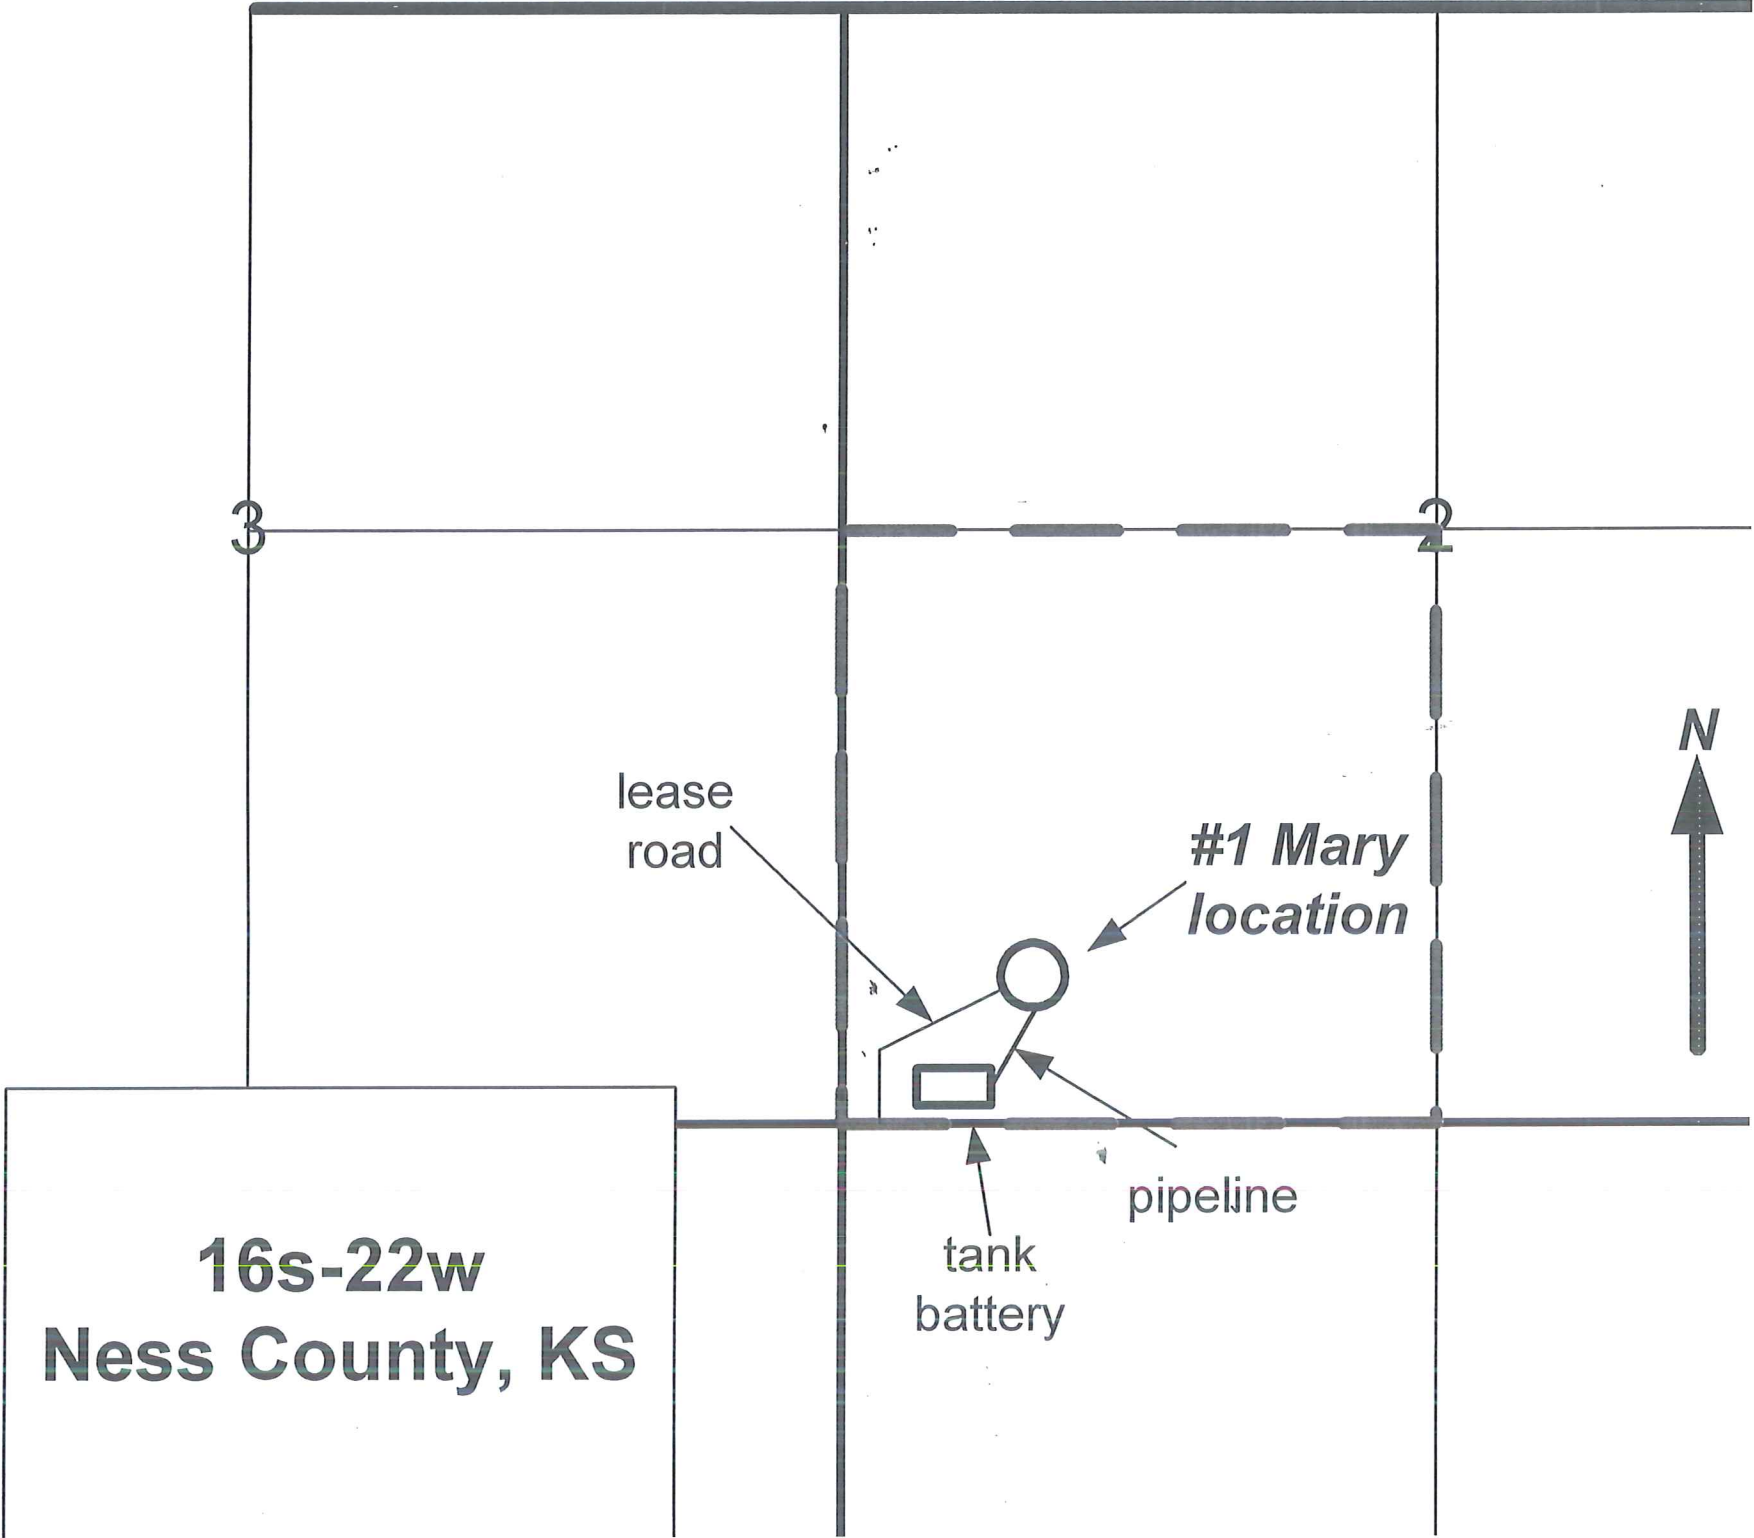 3
2
N
lease
road
#1 Mary
location
pipeline
tank
battery
16s-22w
Ness County, KS